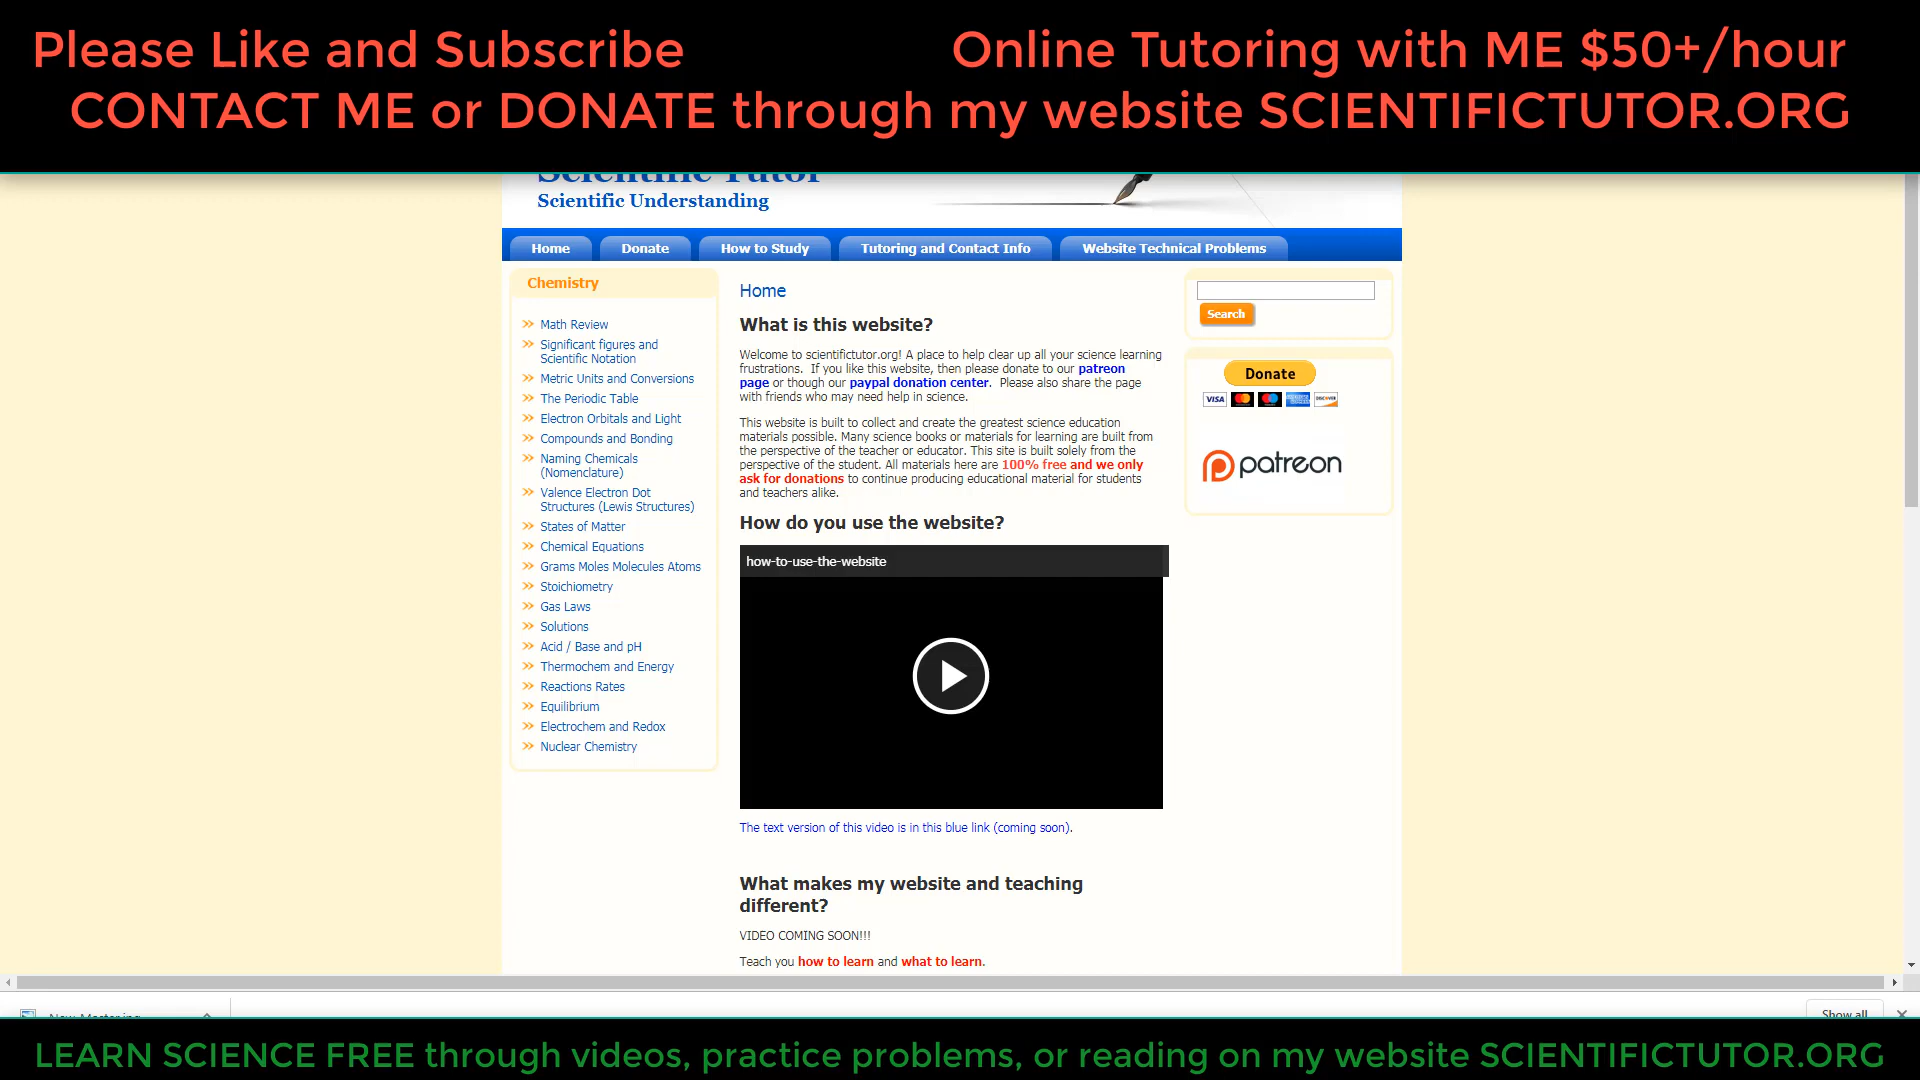 Please Like and Subscribe Online Tutoring with ME $50+/hour
CONTACT ME or DONATE through my website SCIENTIFICTUTOR.ORG
Scientific Tutor
Scientific Understanding
Home Donate How to Study Tutoring and Contact Info Website Technical Problems
Chemistry
Math Review
Significant figures and
Scientific Notation
Metric Units and Conversions
The Periodic Table
Electron Orbitals and Light
Compounds and Bonding
Naming Chemicals
(Nomenclature)
Valence Electron Dot
Structures (Lewis Structures)
States of Matter
Chemical Equations
Grams Moles Molecules Atoms
Stoichiometry
Gas Laws
Solutions
Acid / Base and pH
Thermochem and Energy
Reactions Rates
Equilibrium
Electrochem and Redox
Nuclear Chemistry
Home
What is this website?
Welcome to scientifictutor.org! A place to help clear up all your science learning
frustrations. If you like this website, then please donate to our patreon
page or though our paypal donation center. Please also share the page
with friends who may need help in science.
This website is built to collect and create the greatest science education
materials possible. Many science books or materials for learning are built from
the perspective of the teacher or educator. This site is built solely from the
perspective of the student. All materials here are 100% free and we only
ask for donations to continue producing educational material for students
and teachers alike.
How do you use the website?
how-to-use-the-website
The text version of this video is in this blue link (coming soon).
What makes my website and teaching
different?
VIDEO COMING SOON!!!
Teach you how to learn and what to learn.
Search
Donate
VISA
DISCOVER
patreon
Show all
LEARN SCIENCE FREE through videos, practice problems, or reading on my website SCIENTIFICTUTOR.ORG